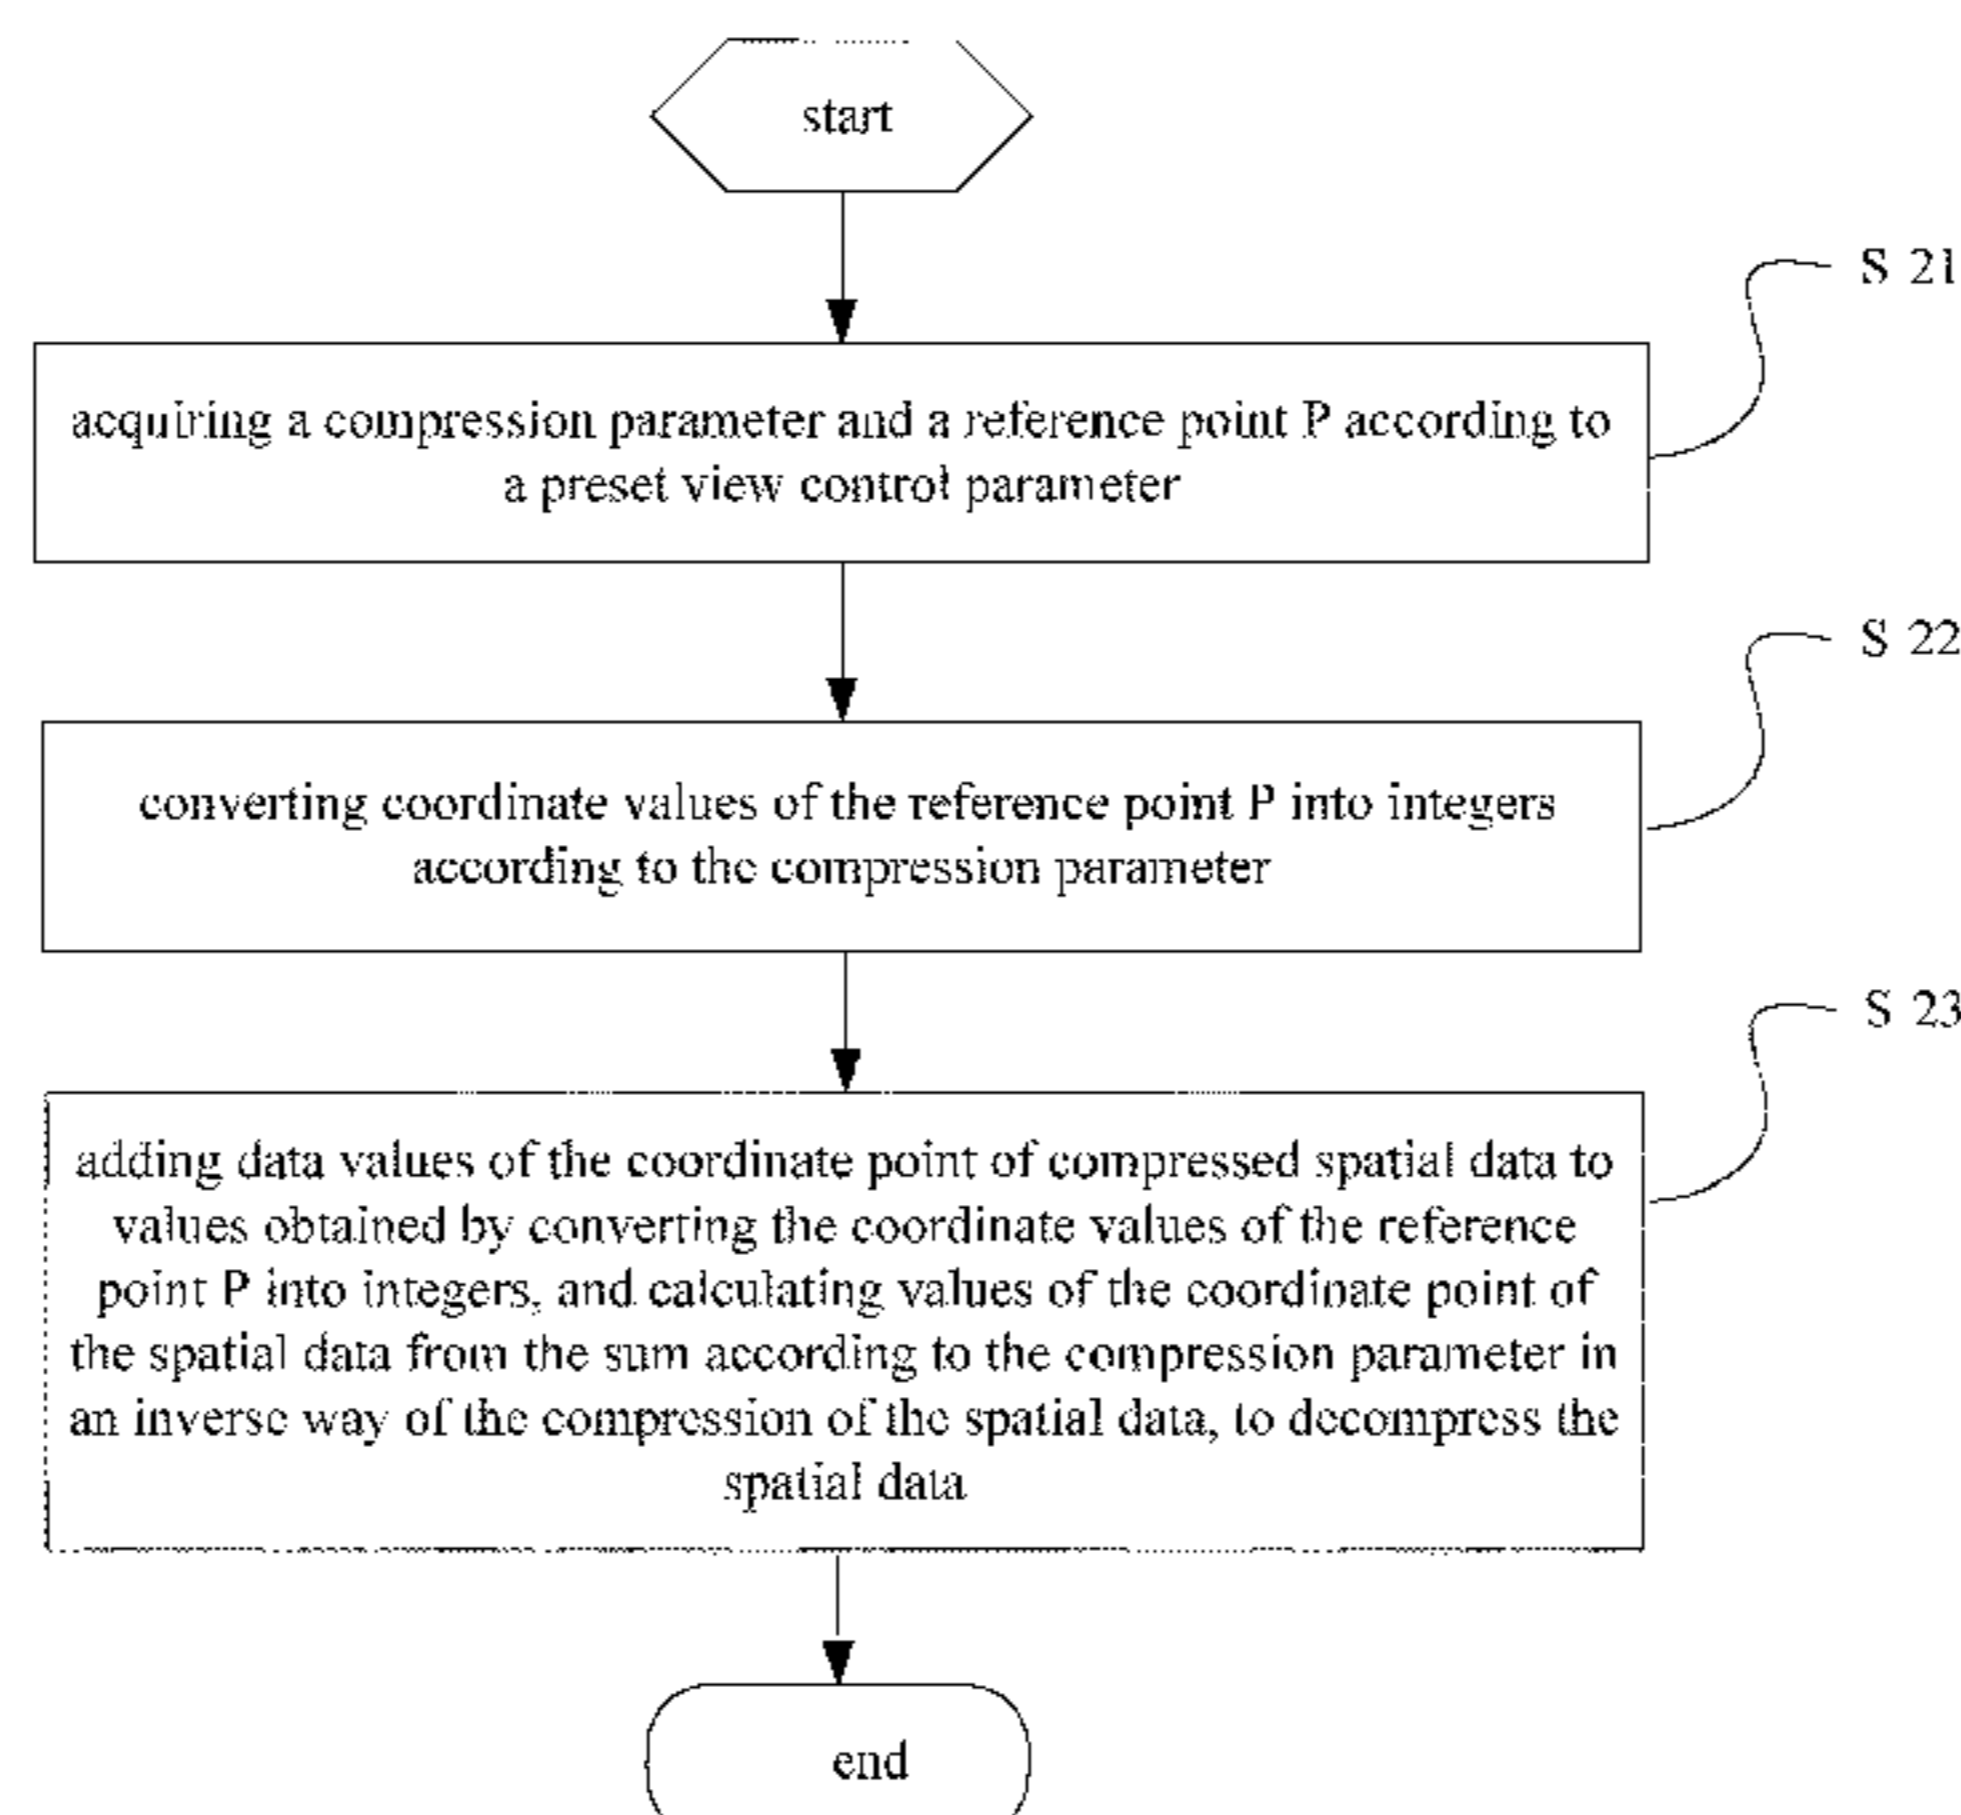 start
S 21
acquiring a compression parameter and a reference point P according to
a preset view control parameter
S 22
converting coordinate values of the reference point P into integers
according to the compression parameter
S 23
adding data values of the coordinate point of compressed spatial data to
values obtained by converting the coordinate values of the reference
point P into integers, and calculating values of the coordinate point of
the spatial data from the sum according to the compression parameter in
an inverse way of the compression of the spatial data, to decompress the
spatial data
end